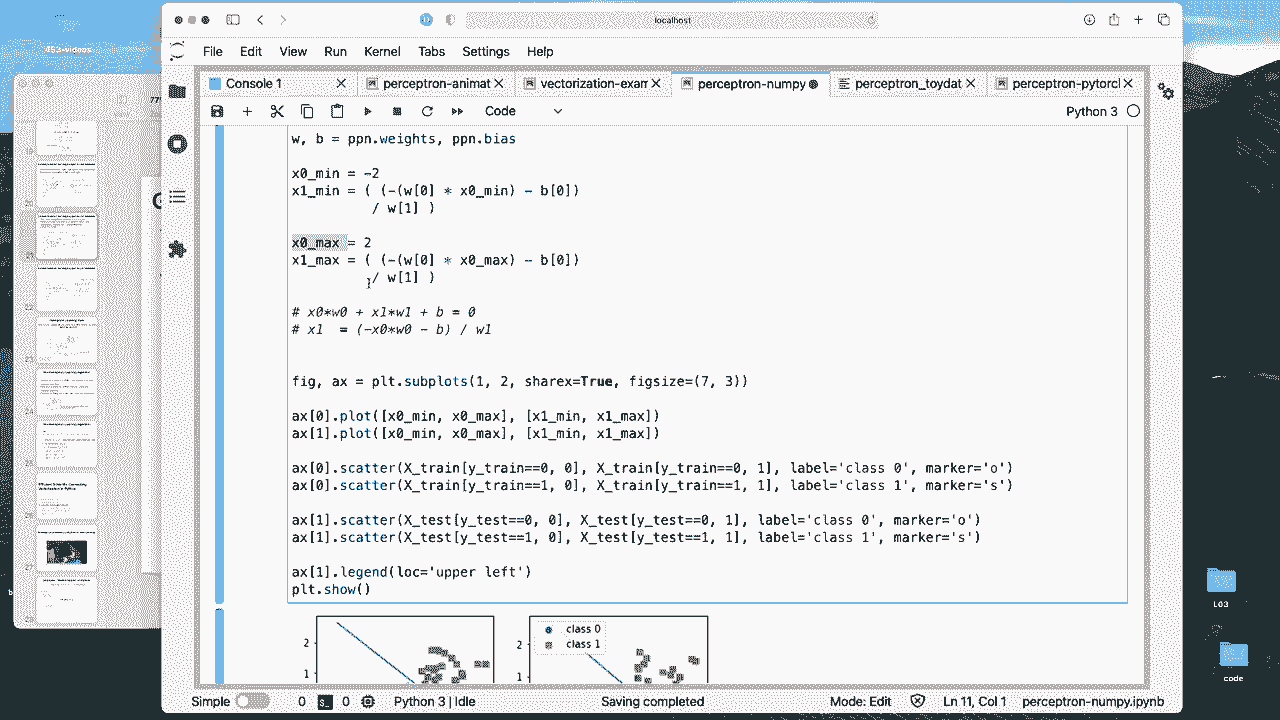 453-videos
localhost
File Edit View Run Kernel Tabs Settings Help
Console 1
perceptron-animat
vectorization-exam
perceptron-numpy
perceptron_toydat
perceptron-pytorcl
Code
Python 3
w, b = ppn.weights, ppn.bias
x0_min = -2
x1_min = ( (-(w[0] * x0_min) - b[0])
/ w[1] )
x0_max = 2
x1_max = ( (-(w[0] * x0_max) - b[0])
/ w[1] )
# x0*w0 + x1*w1 + b = 0
# x1  = (-x0*w0 - b) / w1
fig, ax = plt.subplots(1, 2, sharex=True, figsize=(7, 3))
ax[0].plot([x0_min, x0_max], [x1_min, x1_max])
ax[1].plot([x0_min, x0_max], [x1_min, x1_max])
ax[0].scatter(X_train[y_train==0, 0], X_train[y_train==0, 1], label='class 0', marker='o')
ax[0].scatter(X_train[y_train==1, 0], X_train[y_train==1, 1], label='class 1', marker='s')
ax[1].scatter(X_test[y_test==0, 0], X_test[y_test==0, 1], label='class 0', marker='o')
ax[1].scatter(X_test[y_test==1, 0], X_test[y_test==1, 1], label='class 1', marker='s')
ax[1].legend(loc='upper left')
plt.show()
2
1
2
1
class 0
class 1
L03
code
Simple 0 0 Python 3 | Idle Saving completed Mode: Edit Ln 11, Col 1 perceptron-numpy.ipynb